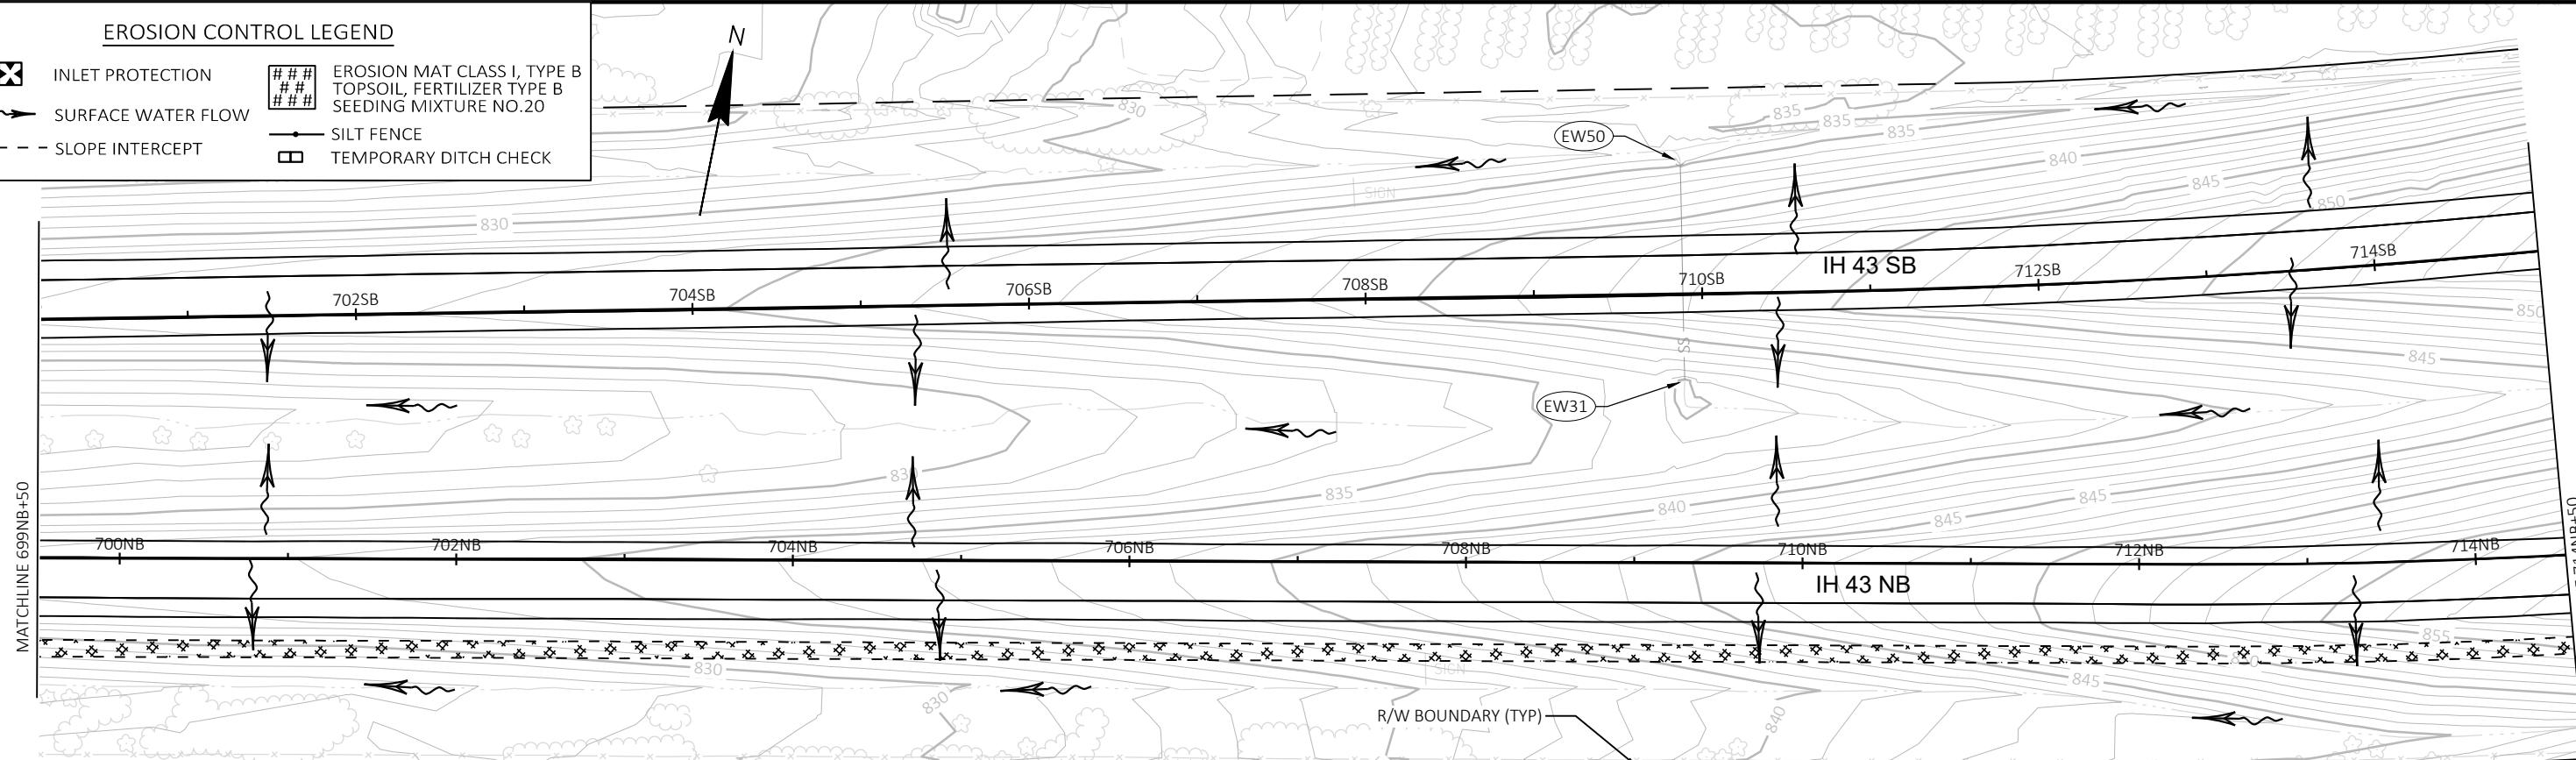 EROSION CONTROL LEGEND
INLET PROTECTION
SURFACE WATER FLOW
SLOPE INTERCEPT
# # #
# #
# # #
EROSION MAT CLASS I, TYPE B
TOPSOIL, FERTILIZER TYPE B
SEEDING MIXTURE NO.20
SILT FENCE
TEMPORARY DITCH CHECK
N
830
835
835
835
EW50
840
SIGN
845
850
830
714SB
IH 43 SB
712SB
710SB
708SB
706SB
704SB
702SB
850
SS
845
EW31
830
835
840
845
845
MATCHLINE 699NB+50
700NB
702NB
704NB
706NB
708NB
710NB
712NB
714NB
IH 43 NB
855
830
SIGN
845
830
R/W BOUNDARY (TYP)
840